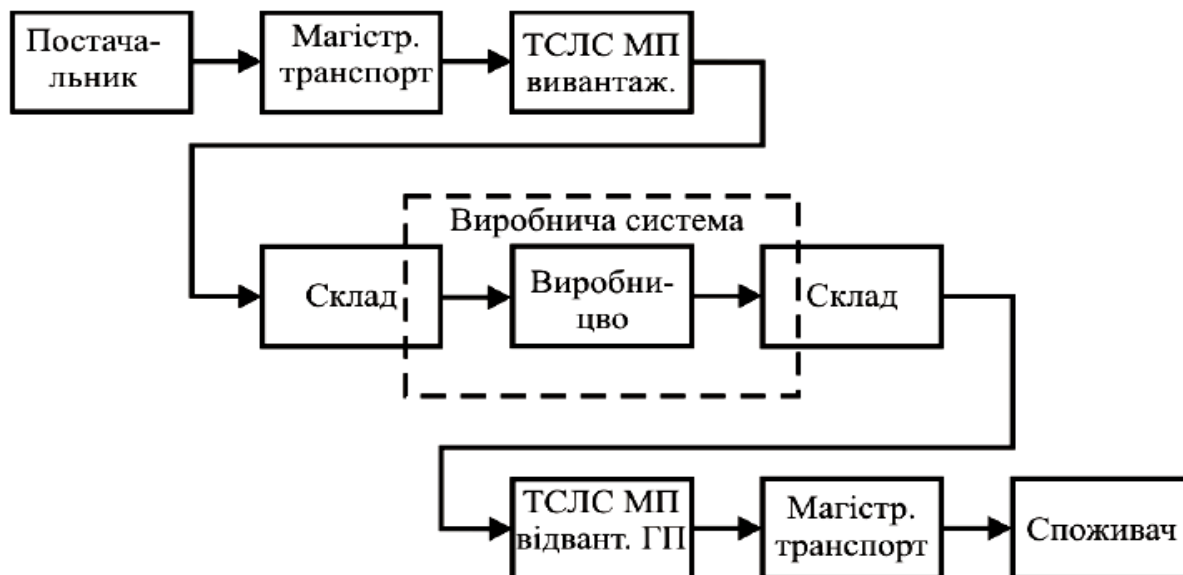 Постача-
льник
Магістр.
транспорт
ТСЛС МП
вивантаж.
Виробнича система
Склад
Виробни-
цво
Склад
ТСЛС МП
відвант. ГП
Магістр.
транспорт
Споживач